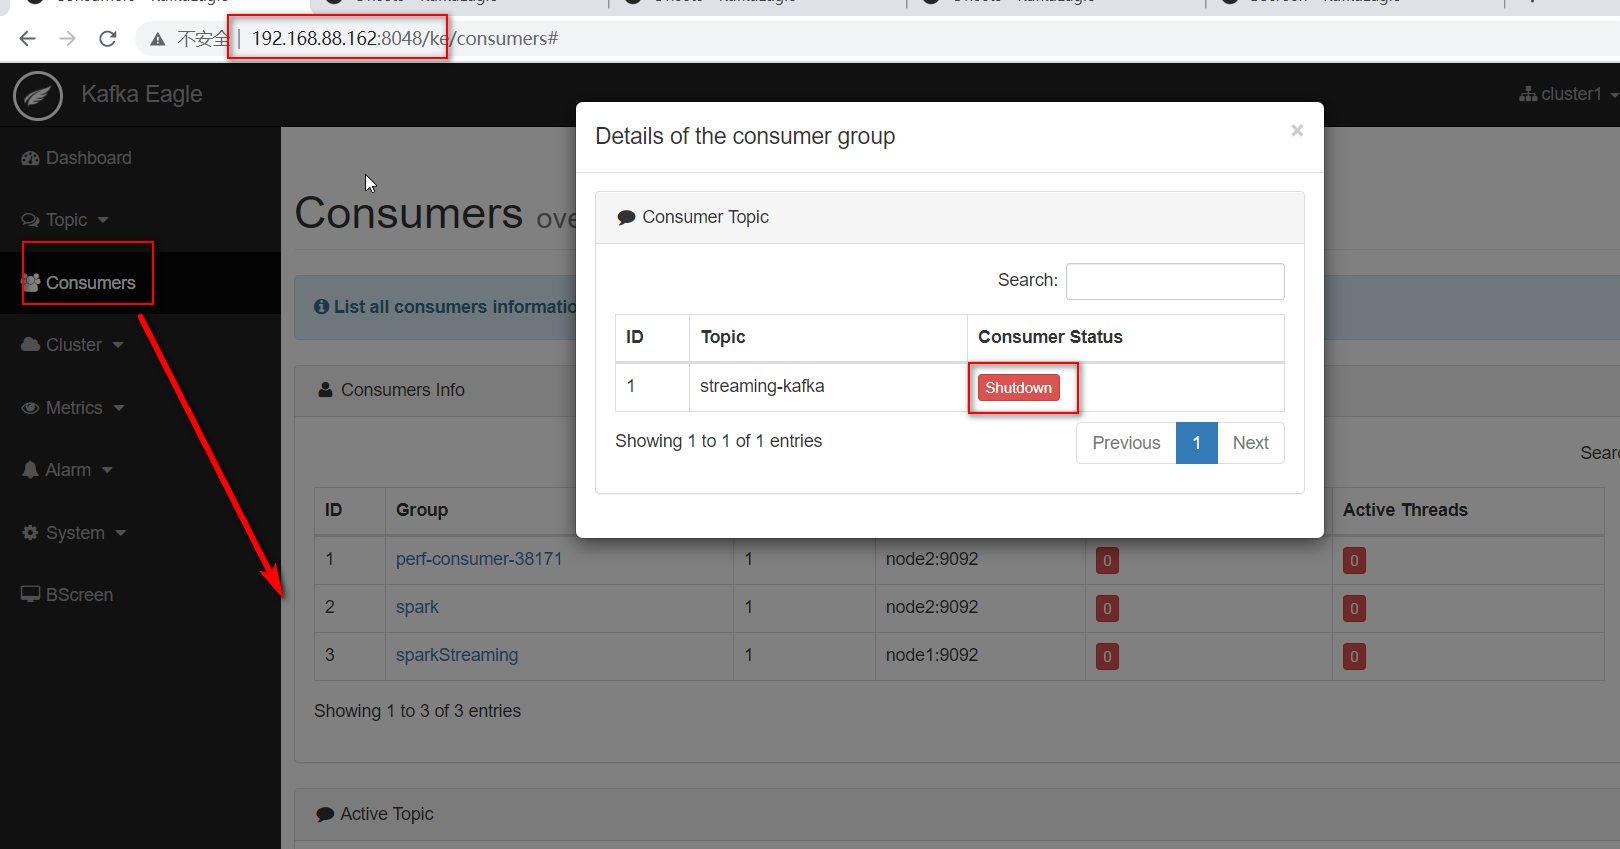 不安全 192.168.88.162:8048/ke/consumers#
Kafka Eagle
cluster1
Dashboard
Topic
Consumers
Cluster
Metrics
Alarm
System
BScreen
Consumers ove
List all consumers informatio
Consumers Info
Sear
ID Group Active Threads
1 perf-consumer-38171 1 node2:9092 0 0
2 spark 1 node2:9092 0 0
3 sparkStreaming 1 node1:9092 0 0
Showing 1 to 3 of 3 entries
Active Topic
Details of the consumer group ×
Consumer Topic
Search:
ID Topic Consumer Status
1 streaming-kafka Shutdown
Showing 1 to 1 of 1 entries
Previous 1 Next